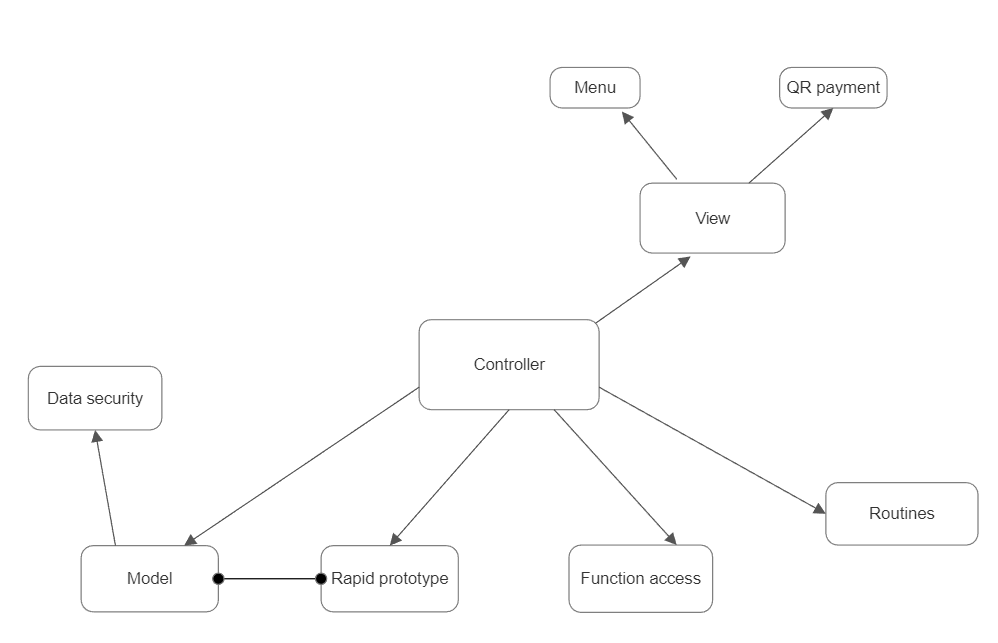 Menu
QR payment
View
Controller
Data security
Routines
Model
Rapid prototype
Function access